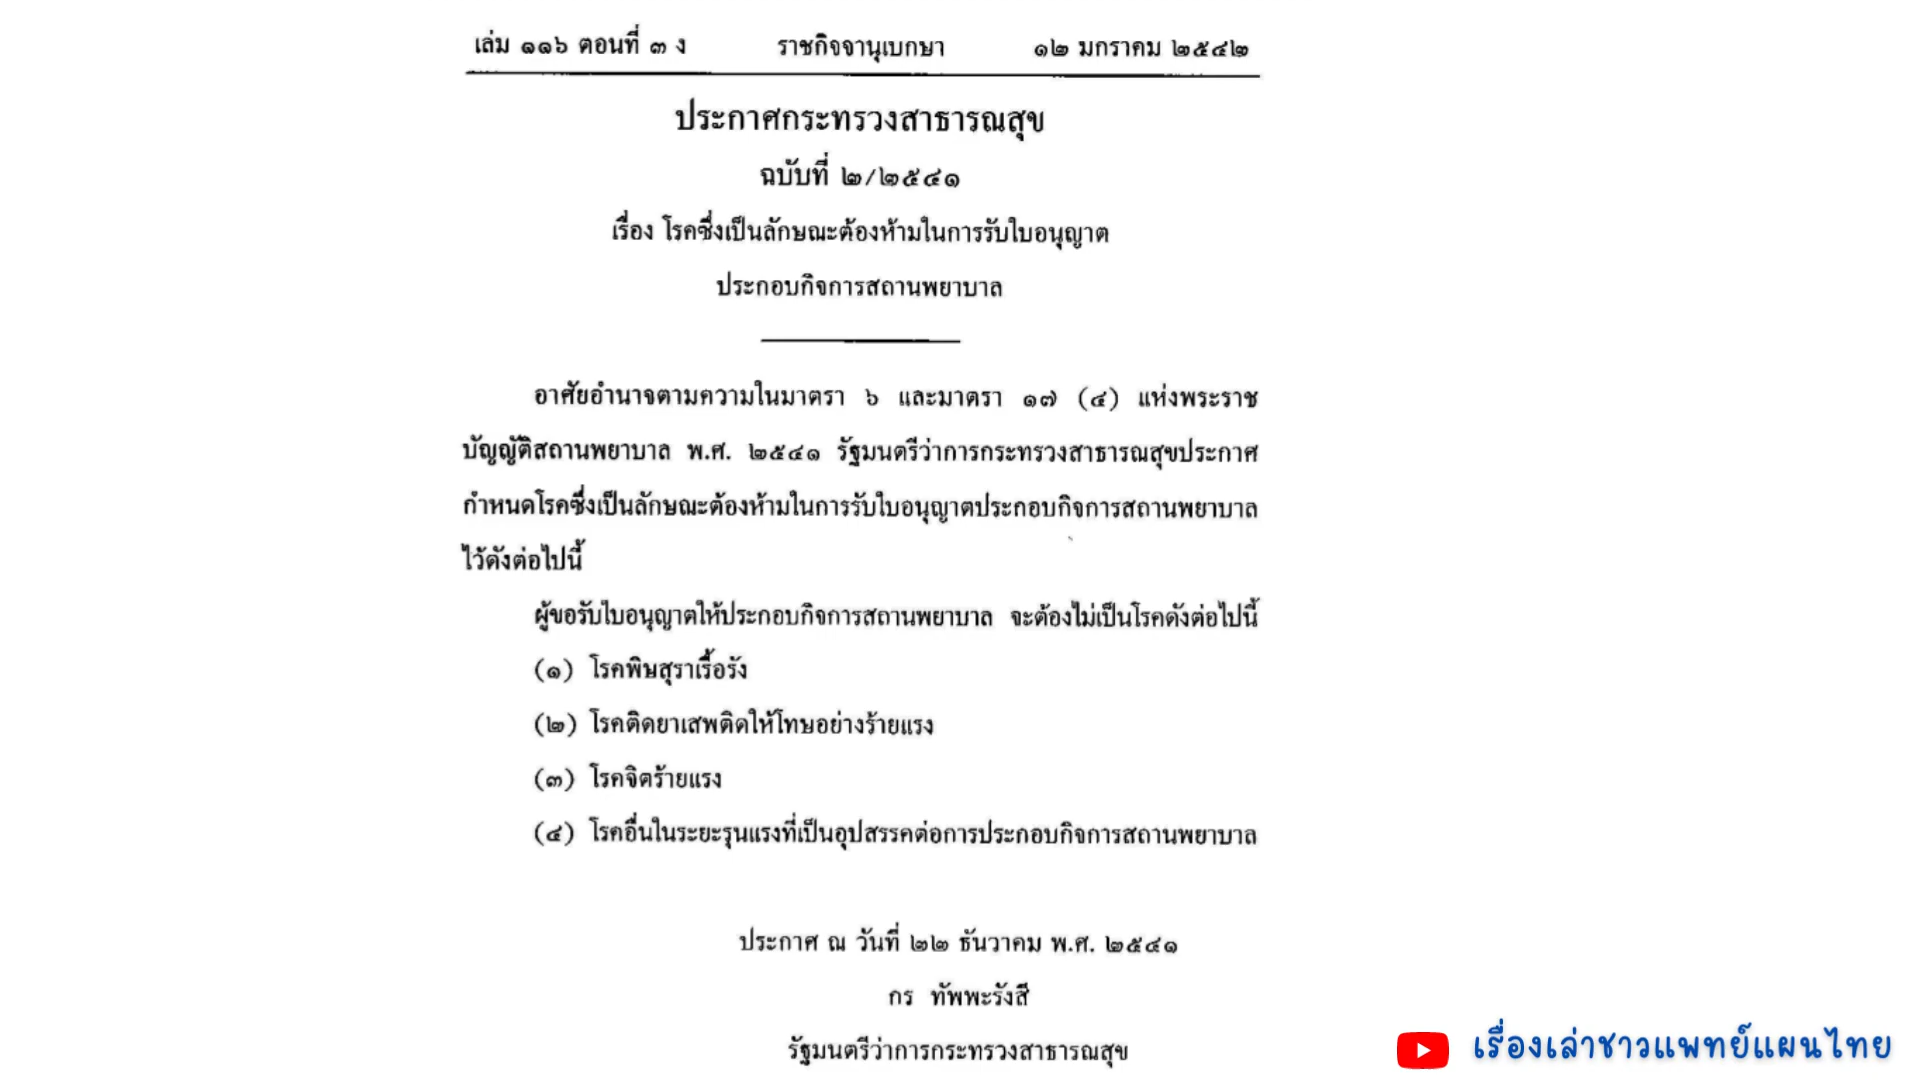 เล่ม ๑๑๖ ตอนที่ ๓ ง ราชกิจจานุเบกษา ๑๒ มกราคม ๒๕๔๒
ประกาศกระทรวงสาธารณสุข
ฉบับที่ ๒/๒๕๔๑
เรื่อง โรคซึ่งเป็นลักษณะต้องห้ามในการรับใบอนุญาต
ประกอบกิจการสถานพยาบาล
อาศัยอำนาจตามความในมาตรา ๖ และมาตรา ๑๗ (๔) แห่งพระราช
บัญญัติสถานพยาบาล พ.ศ. ๒๕๔๑ รัฐมนตรีว่าการกระทรวงสาธารณสุขประกาศ
กำหนดโรคซึ่งเป็นลักษณะต้องห้ามในการรับใบอนุญาตประกอบกิจการสถานพยาบาล
ไว้ดังต่อไปนี้
ผู้ขอรับใบอนุญาตให้ประกอบกิจการสถานพยาบาล จะต้องไม่เป็นโรคดังต่อไปนี้
(๑) โรคพิษสุราเรื้อรัง
(๒) โรคติดยาเสพติดให้โทษอย่างร้ายแรง
(๓) โรคจิตร้ายแรง
(๔) โรคอื่นในระยะรุนแรงที่เป็นอุปสรรคต่อการประกอบกิจการสถานพยาบาล
ประกาศ ณ วันที่ ๒๒ ธันวาคม พ.ศ. ๒๕๔๑
กร ทัพพะรังสี
รัฐมนตรีว่าการกระทรวงสาธารณสุข
เรื่องเล่าชาวแพทย์แผนไทย